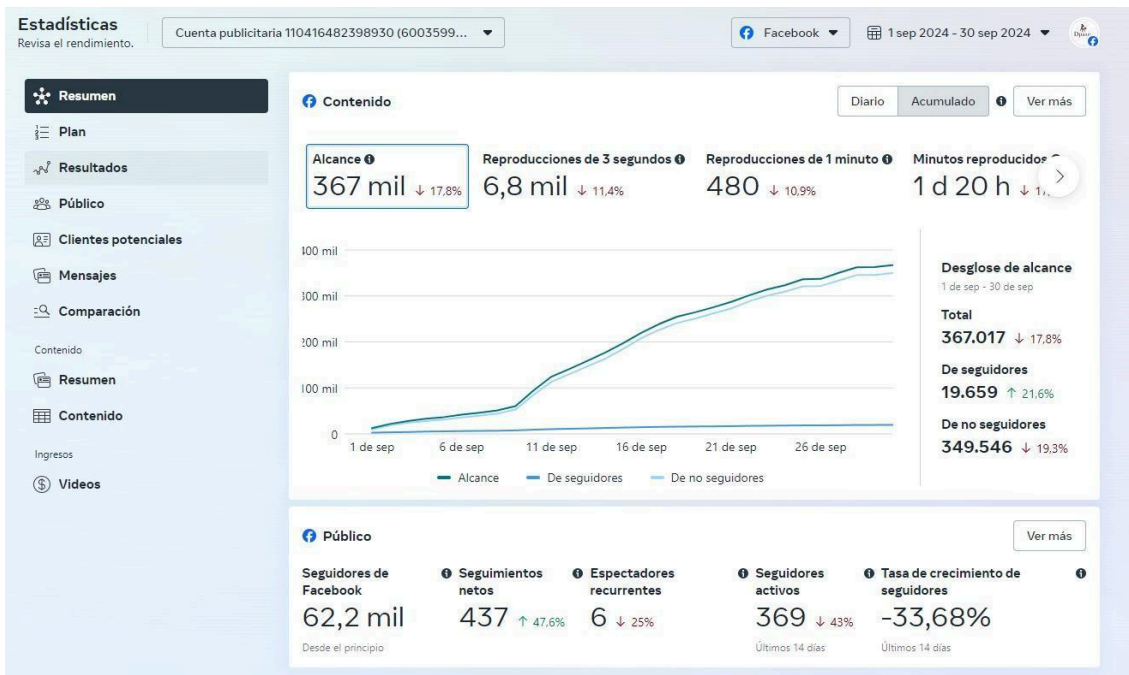 Estadísticas
Revisa el rendimiento.
Cuenta publicitaria 110416482398930 (6003599...
Facebook
1 sep 2024 - 30 sep 2024
Resumen
Plan
Resultados
Público
Clientes potenciales
Mensajes
Comparación
Contenido
Resumen
Contenido
Ingresos
Videos
Contenido
Diario
Acumulado
Ver más
Alcance
367 mil ↓ 17,8%
Reproducciones de 3 segundos
6,8 mil ↓ 11,4%
Reproducciones de 1 minuto
480 ↓ 10,9%
Minutos reproducidos
1 d 20 h ↓
400 mil
300 mil
200 mil
100 mil
0
1 de sep 6 de sep 11 de sep 16 de sep 21 de sep 26 de sep
Alcance De seguidores De no seguidores
Desglose de alcance
1 de sep - 30 de sep
Total
367.017 ↓ 17,8%
De seguidores
19.659 ↑ 21,6%
De no seguidores
349.546 ↓ 19,3%
Público
Ver más
Seguidores de
Facebook
62,2 mil
Desde el principio
Seguimientos
netos
437 ↑ 47,6%
Espectadores
recurrentes
6 ↓ 25%
Seguidores
activos
369 ↓ 43%
Últimos 14 días
Tasa de crecimiento de
seguidores
-33,68%
Últimos 14 días